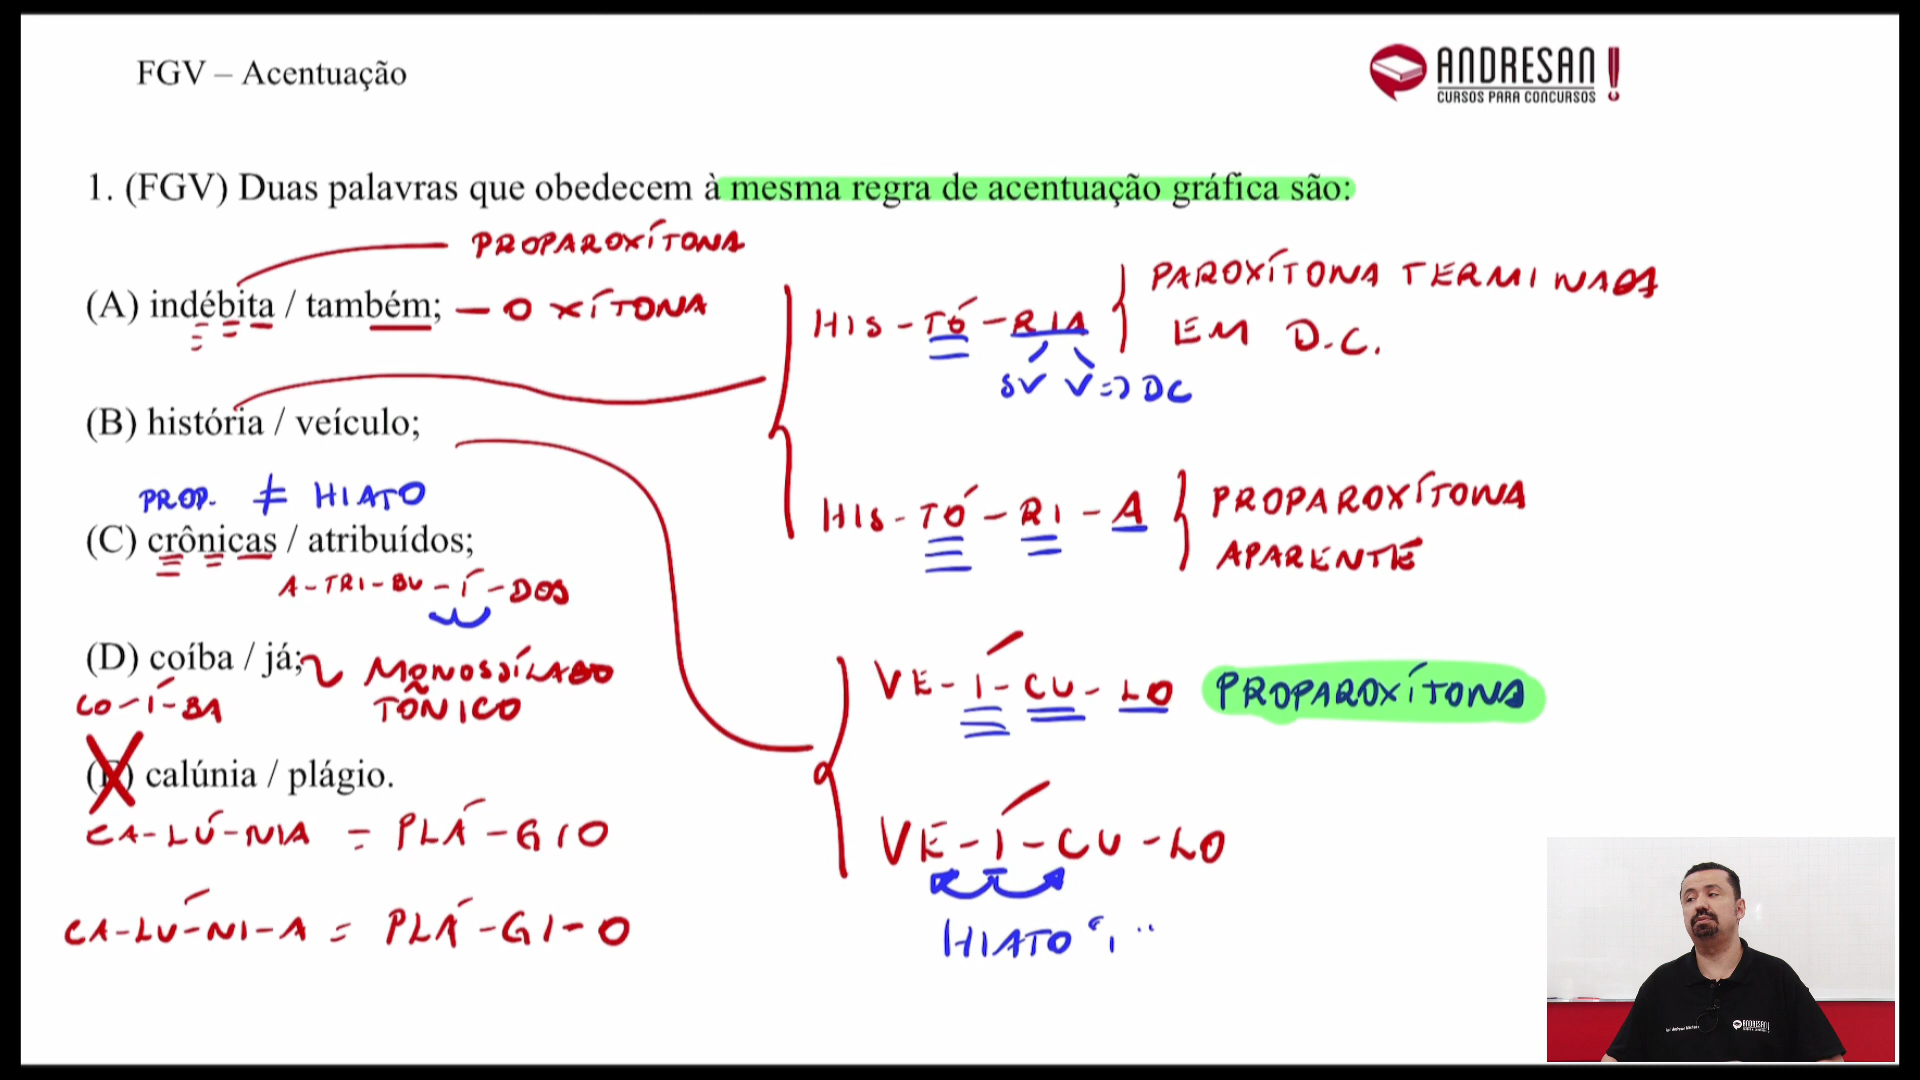 FGV – Acentuação
ANDRESAN!
CURSOS PARA CONCURSOS
1. (FGV) Duas palavras que obedecem à mesma regra de acentuação gráfica são:
PROPAROXÍTONA
(A) indébita / também; — OXÍTONA
HIS-TÓ-RIA
PAROXÍTONA TERMINADA
EM D.C.
SV V => DC
(B) história / veículo;
PROP. ≠ HIATO
HIS-TÓ-RI-A
PROPAROXÍTONA
APARENTE
(C) crônicas / atribuídos;
A-TRI-BU-Í-DOS
(D) coíba / já;
MONOSSÍLABO
TÔNICO
CO-Í-BA
VE-Í-CU-LO PROPAROXÍTONA
calúnia / plágio.
CA-LÚ-NIA = PLÁ-GIO
VE-Í-CU-LO
CA-LÚ-NI-A = PLÁ-GI-O
HIATO "i"
ANDRESAN!